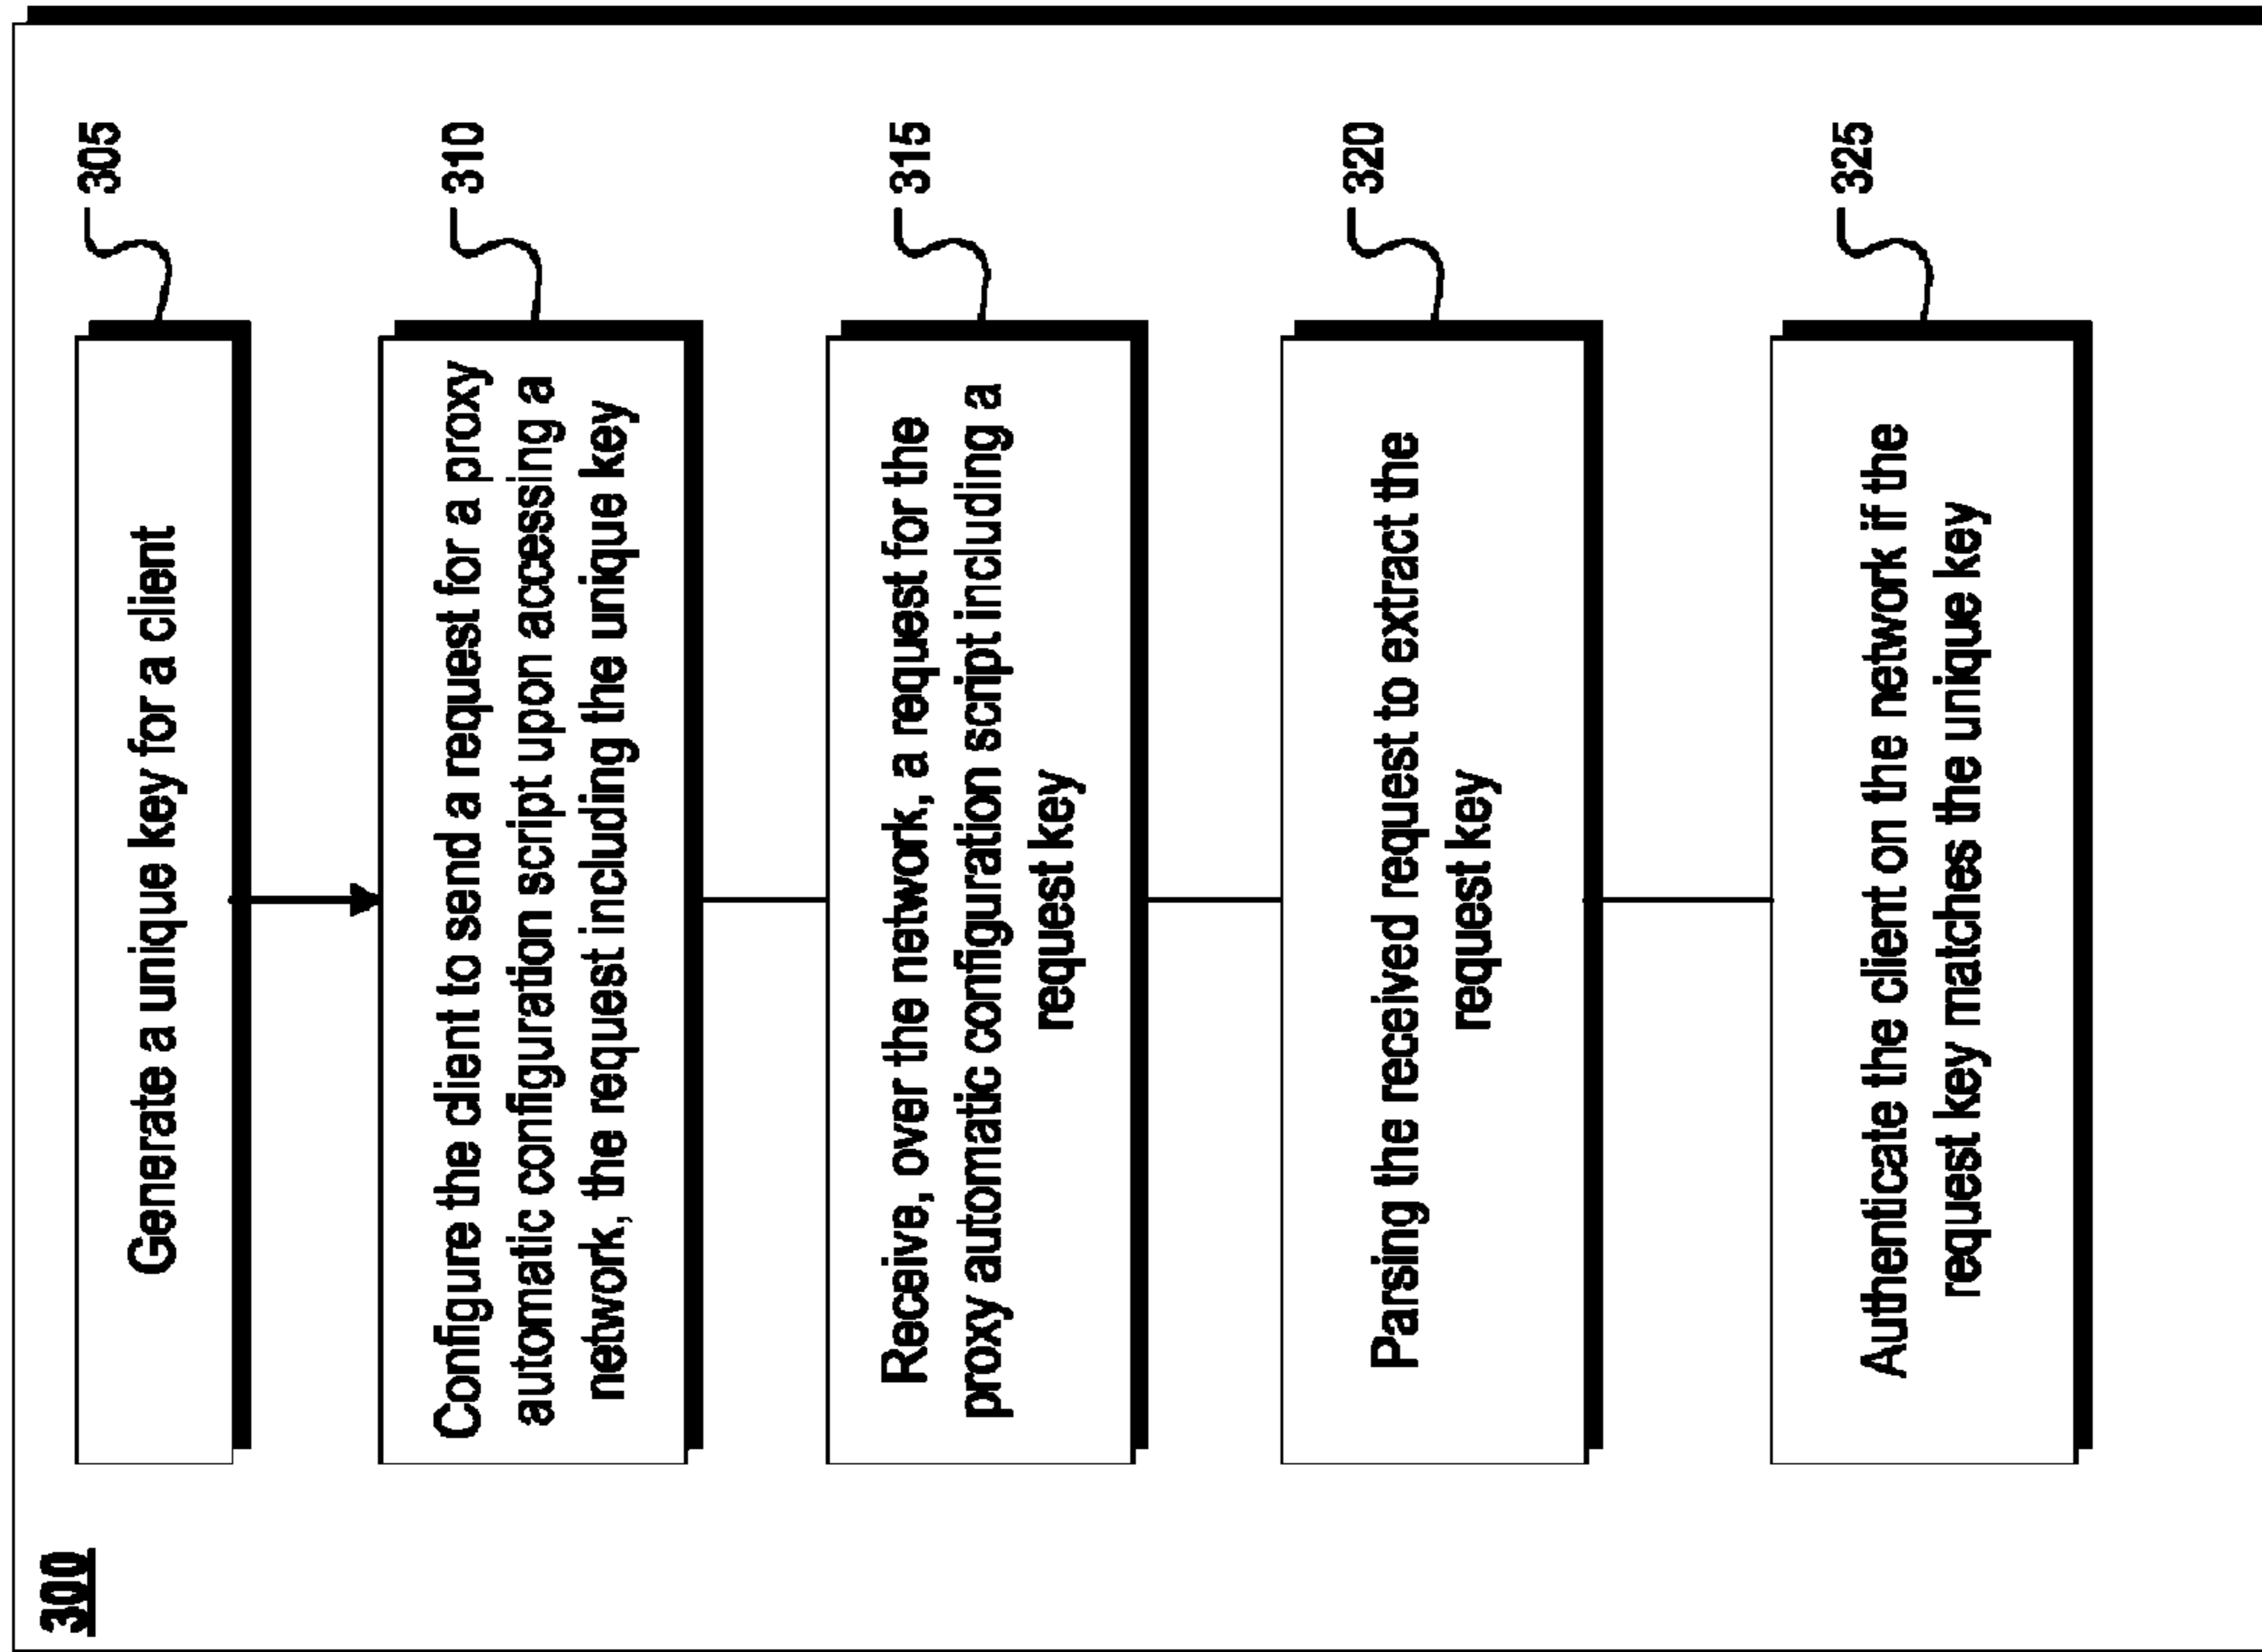 300
Generate a unique key for a client
305
Configure the client to send a request for a proxy
automatic configuration script upon accessing a
network, the request including the unique key
310
Receive, over the network, a request for the
proxy automatic configuration script including a
request key
315
Parsing the received request to extract the
request key
320
Authenticate the client on the network if the
request key matches the unique key
325